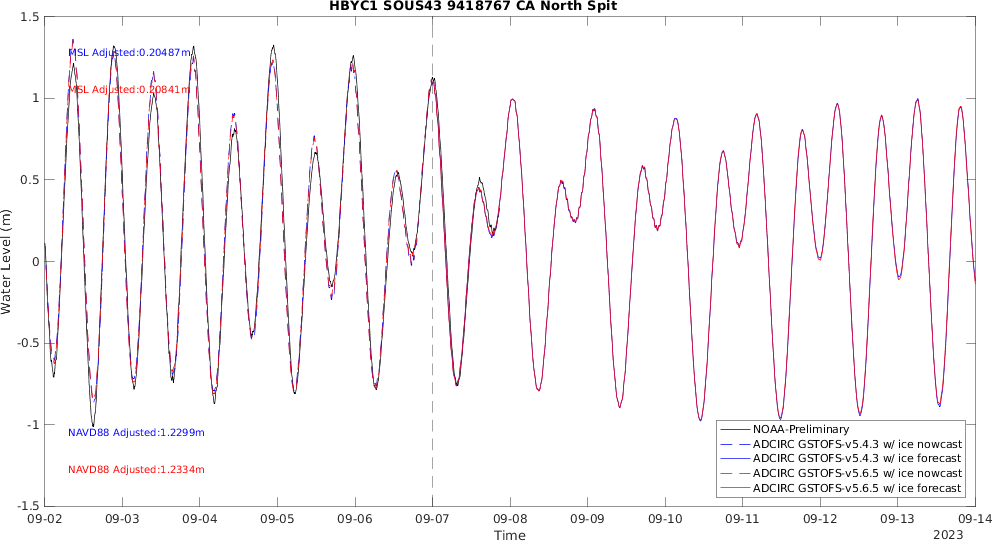 HBYC1 SOUS43 9418767 CA North Spit
1.5
1
0.5
0
-0.5
-1
-1.5
Water Level (m)
MSL Adjusted:0.20487m
MSL Adjusted:0.20841m
NAVD88 Adjusted:1.2299m
NAVD88 Adjusted:1.2334m
NOAA-Preliminary
ADCIRC GSTOFS-v5.4.3 w/ ice nowcast
ADCIRC GSTOFS-v5.4.3 w/ ice forecast
ADCIRC GSTOFS-v5.6.5 w/ ice nowcast
ADCIRC GSTOFS-v5.6.5 w/ ice forecast
09-02 09-03 09-04 09-05 09-06 09-07 09-08 09-09 09-10 09-11 09-12 09-13 09-14
Time
2023